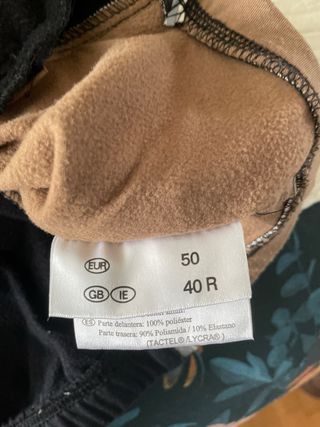 EUR 50
GB IE 40 R
ES Parte delantera: 100% poliéster
Parte trasera: 90% Poliamida / 10% Elastano
(TACTEL® /LYCRA®)